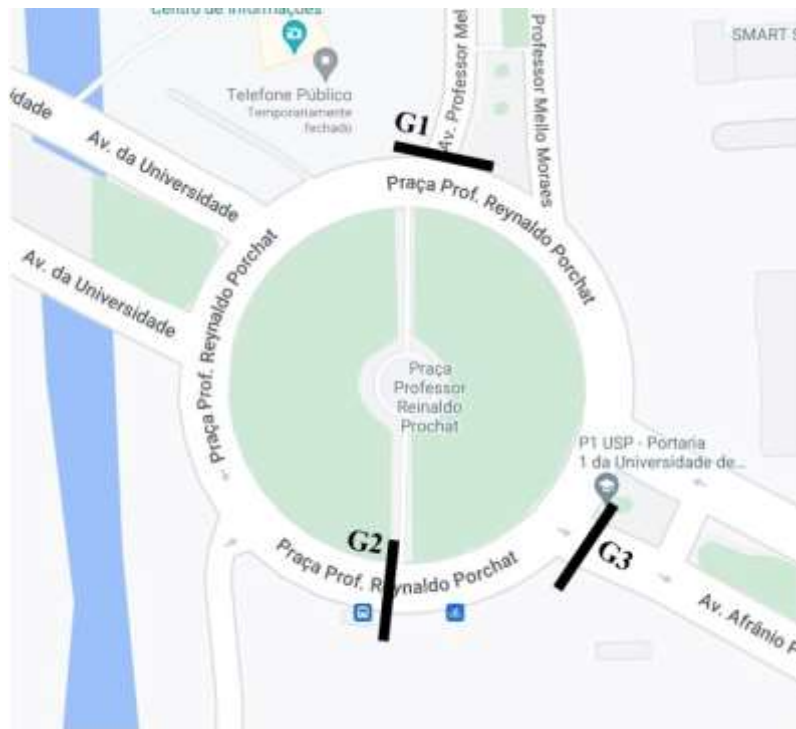 Centro de Informações
Telefone Público
Temporariamente
fechado
G1
Av. Professor Mel
Professor Mello Moraes
SMART S
idade
Av. da Universidade
Av. da Universidade
Praça Prof. Reynaldo Porchat
Praça Prof. Reynaldo Porchat
Praça
Professor
Reinaldo
Prochat
P1 USP - Portaria
1 da Universidade de...
G2
Praça Prof. Reynaldo Porchat
G3
Av. Afrânio P